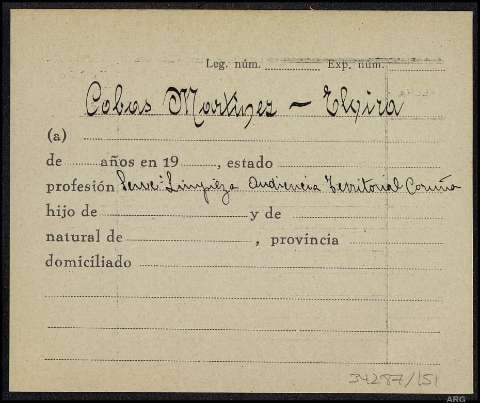 Leg. núm. Exp. núm.
Cobas Martínez - Elvira
(a)
de años en 19 , estado
profesión Serv.º Limpieza Audiencia Territorial Coruña
hijo de y de
natural de , provincia
domiciliado
34287/151
ARG